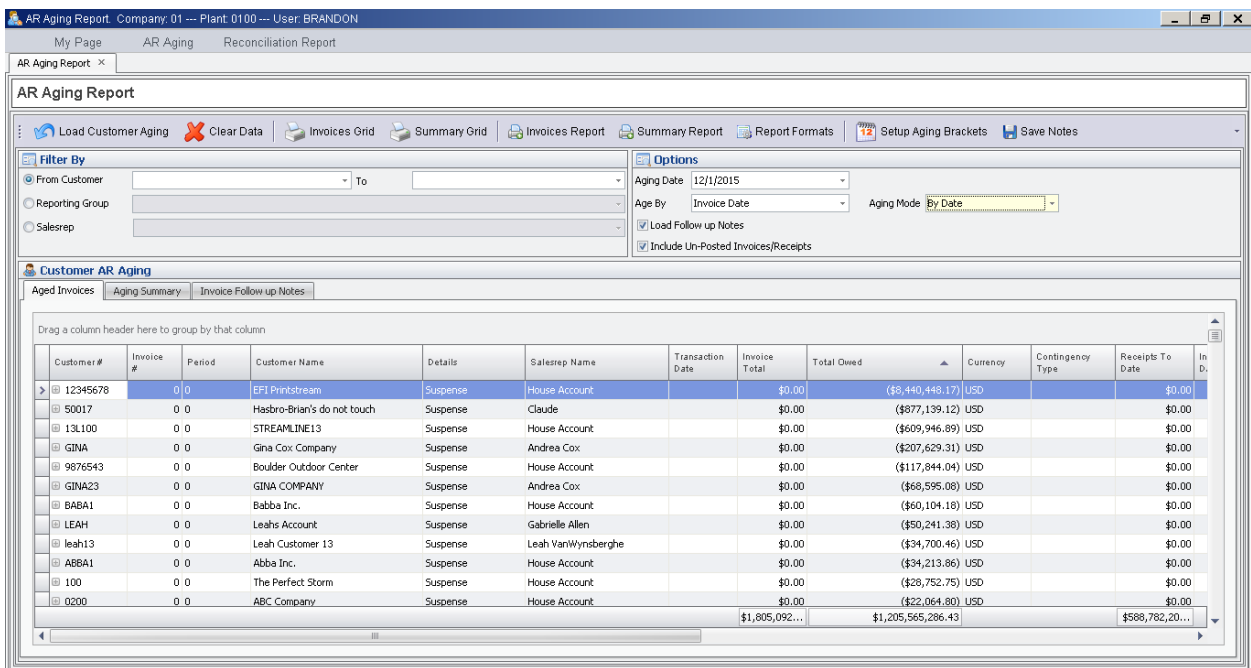 AR Aging Report. Company: 01 --- Plant: 0100 --- User: BRANDON
My Page AR Aging Reconciliation Report
AR Aging Report ×
AR Aging Report
Load Customer Aging Clear Data Invoices Grid Summary Grid Invoices Report Summary Report Report Formats 12 Setup Aging Brackets Save Notes
Filter By
From Customer To
Reporting Group
Salesrep
Options
Aging Date 12/1/2015
Age By Invoice Date Aging Mode By Date
Load Follow up Notes
Include Un-Posted Invoices/Receipts
Customer AR Aging
Aged Invoices Aging Summary Invoice Follow up Notes
Drag a column header here to group by that column
Customer# Invoice # Period Customer Name Details Salesrep Name Transaction Date Invoice Total Total Owed Currency Contingency Type Receipts To Date In D.
12345678 0 0 EFI Printstream Suspense House Account $0.00 ($8,440,448.17) USD $0.00
50017 0 0 Hasbro-Brian's do not touch Suspense Claude $0.00 ($877,139.12) USD $0.00
13L100 0 0 STREAMLINE13 Suspense House Account $0.00 ($609,946.89) USD $0.00
GINA 0 0 Gina Cox Company Suspense Andrea Cox $0.00 ($207,629.31) USD $0.00
9876543 0 0 Boulder Outdoor Center Suspense House Account $0.00 ($117,844.04) USD $0.00
GINA23 0 0 GINA COMPANY Suspense Andrea Cox $0.00 ($68,595.08) USD $0.00
BABA1 0 0 Babba Inc. Suspense House Account $0.00 ($60,104.18) USD $0.00
LEAH 0 0 Leahs Account Suspense Gabrielle Allen $0.00 ($50,241.38) USD $0.00
leah13 0 0 Leah Customer 13 Suspense Leah VanWynsberghe $0.00 ($34,700.46) USD $0.00
ABBA1 0 0 Abba Inc. Suspense House Account $0.00 ($34,213.86) USD $0.00
100 0 0 The Perfect Storm Suspense House Account $0.00 ($28,752.75) USD $0.00
0200 0 0 ABC Company Suspense House Account $0.00 ($22,064.80) USD $0.00
$1,805,092... $1,205,565,286.43 $588,782,20...